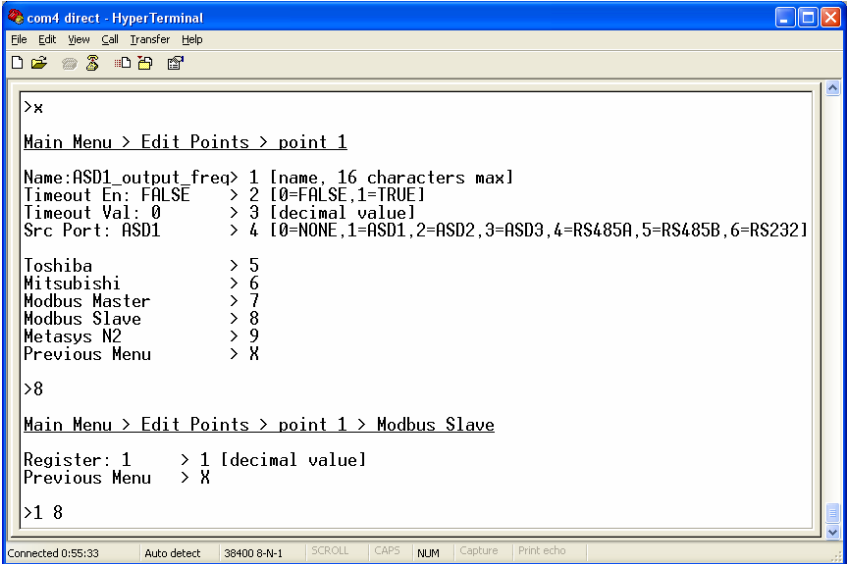 com4 direct - HyperTerminal
File Edit View Call Transfer Help
>x
Main Menu > Edit Points > point 1
Name:ASD1_output_freq> 1 [name, 16 characters max]
Timeout En: FALSE > 2 [0=FALSE,1=TRUE]
Timeout Val: 0 > 3 [decimal value]
Src Port: ASD1 > 4 [0=NONE,1=ASD1,2=ASD2,3=ASD3,4=RS485A,5=RS485B,6=RS232]
Toshiba > 5
Mitsubishi > 6
Modbus Master > 7
Modbus Slave > 8
Metasys N2 > 9
Previous Menu > X
>8
Main Menu > Edit Points > point 1 > Modbus Slave
Register: 1 > 1 [decimal value]
Previous Menu > X
>1 8
Connected 0:55:33 Auto detect 38400 8-N-1 SCROLL CAPS NUM Capture Print echo